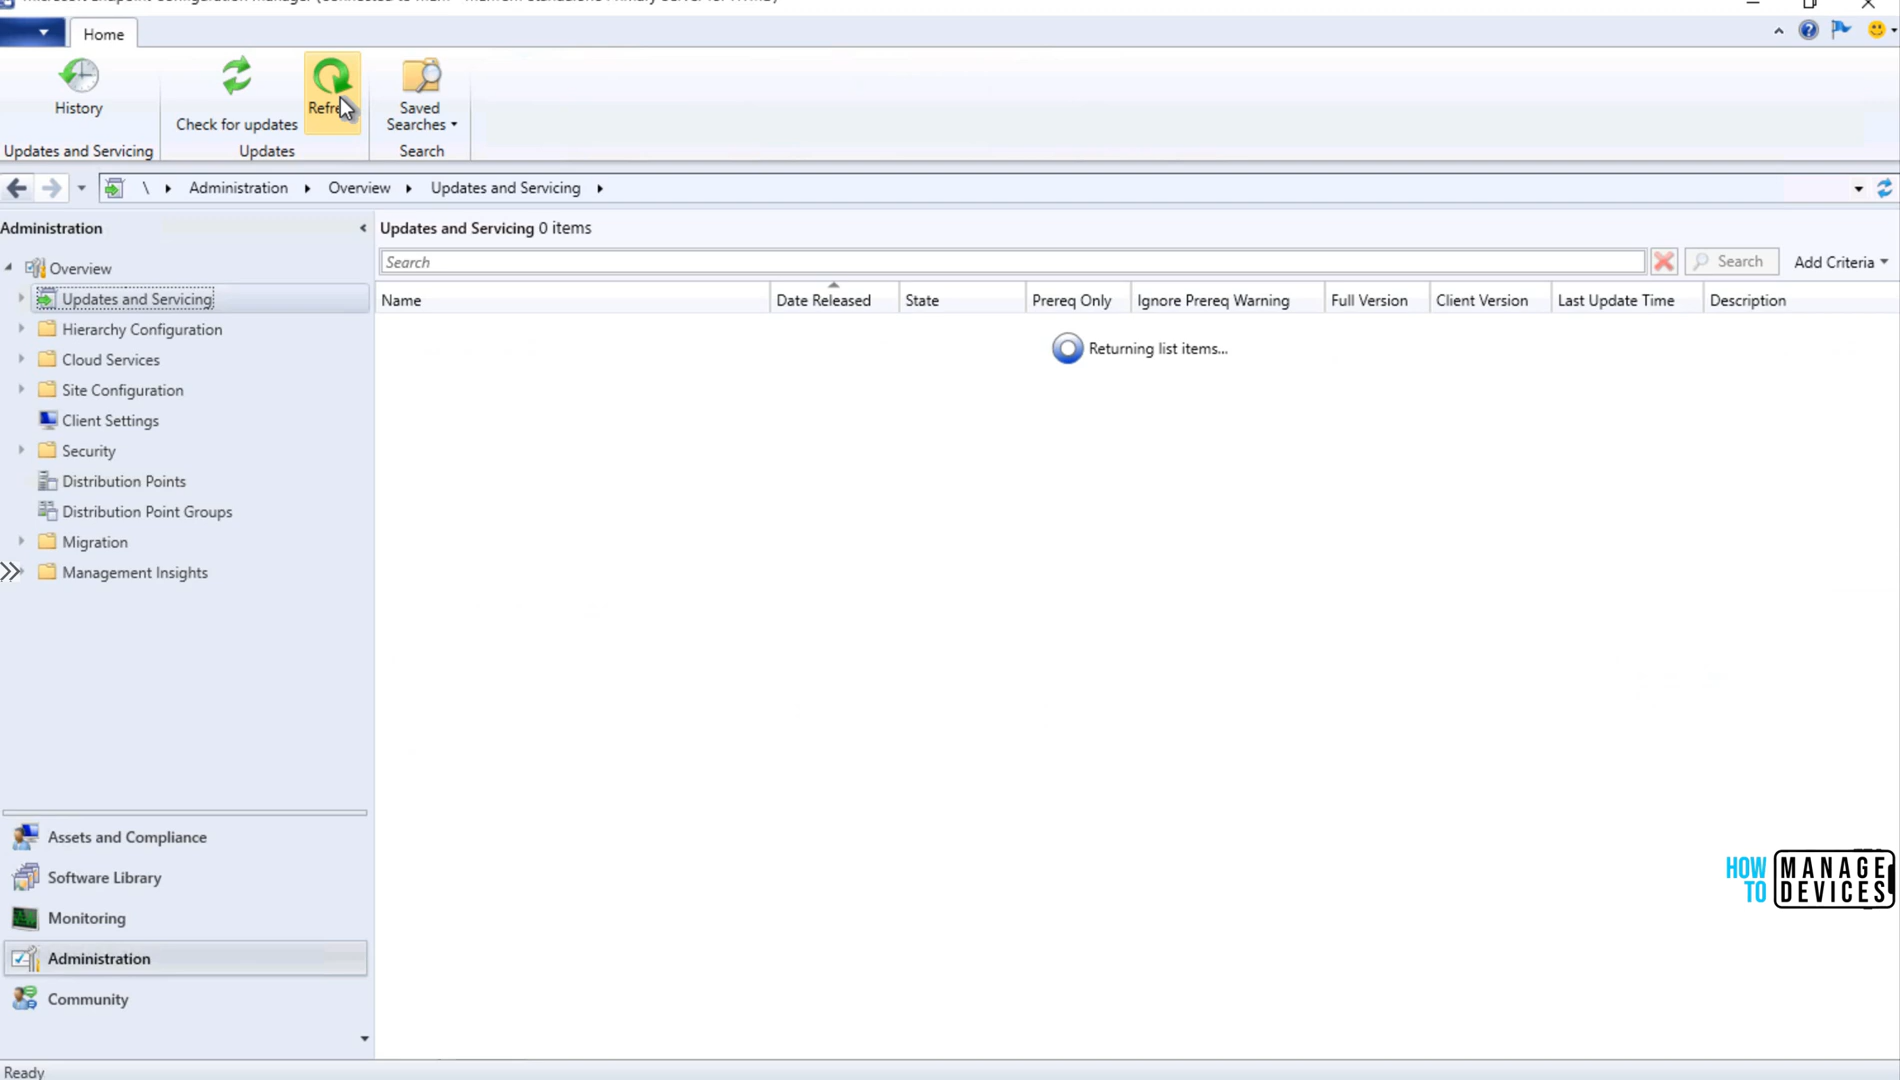 Home
History
Check for updates
Saved
Searches
Updates and Servicing
Updates
Search
\ Administration Overview Updates and Servicing
Administration
Overview
Updates and Servicing
Hierarchy Configuration
Cloud Services
Site Configuration
Client Settings
Security
Distribution Points
Distribution Point Groups
Migration
Management Insights
Assets and Compliance
Software Library
Monitoring
Administration
Community
Updates and Servicing 0 items
Search
Search
Add Criteria
Name Date Released State Prereq Only Ignore Prereq Warning Full Version Client Version Last Update Time Description
Returning list items...
HOW TO
MANAGE
DEVICES
Ready